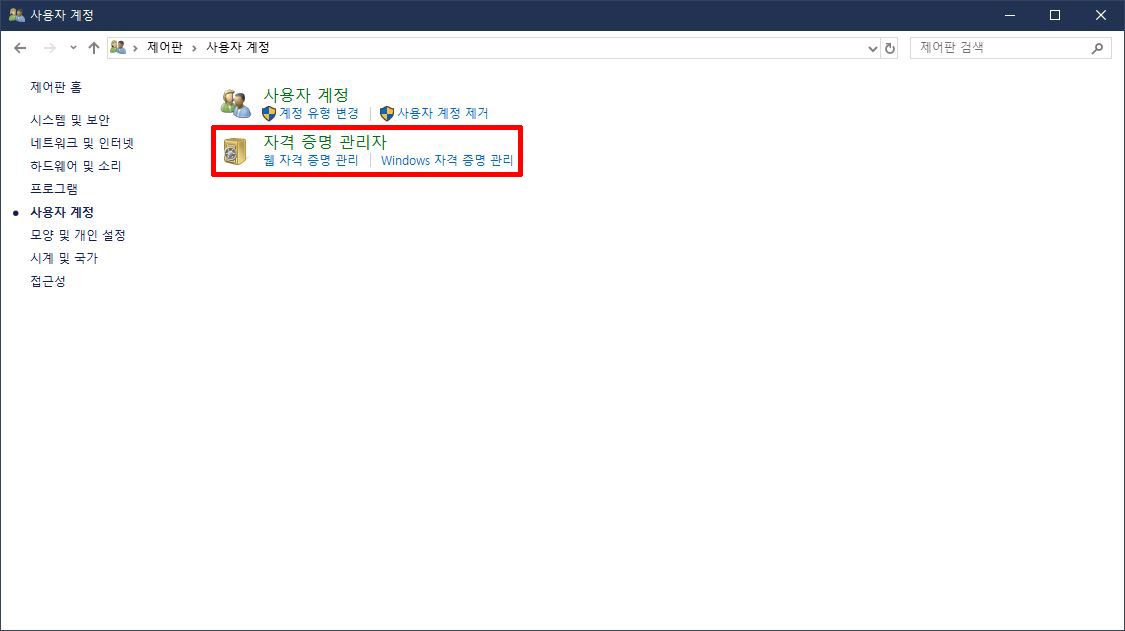 사용자 계정
제어판 › 사용자 계정
제어판 검색
제어판 홈
시스템 및 보안
네트워크 및 인터넷
하드웨어 및 소리
프로그램
사용자 계정
모양 및 개인 설정
시계 및 국가
접근성
사용자 계정
계정 유형 변경 | 사용자 계정 제거
자격 증명 관리자
웹 자격 증명 관리 | Windows 자격 증명 관리